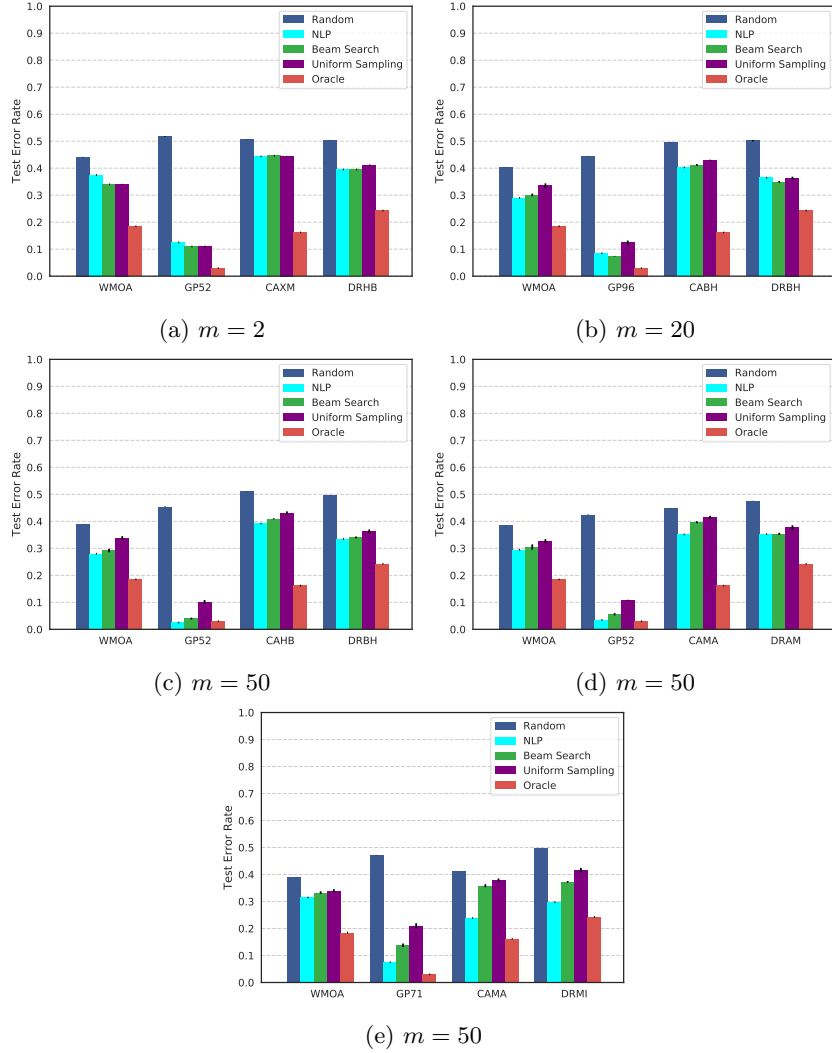 1.0
0.9
0.8
0.7
0.6
0.5
0.4
0.3
0.2
0.1
0.0
Test Error Rate
Random
NLP
Beam Search
Uniform Sampling
Oracle
WMOA GP52 CAXM DRHB
(a) m = 2
1.0
0.9
0.8
0.7
0.6
0.5
0.4
0.3
0.2
0.1
0.0
Test Error Rate
Random
NLP
Beam Search
Uniform Sampling
Oracle
WMOA GP96 CABH DRBH
(b) m = 20
1.0
0.9
0.8
0.7
0.6
0.5
0.4
0.3
0.2
0.1
0.0
Test Error Rate
Random
NLP
Beam Search
Uniform Sampling
Oracle
WMOA GP52 CAHB DRBH
(c) m = 50
1.0
0.9
0.8
0.7
0.6
0.5
0.4
0.3
0.2
0.1
0.0
Test Error Rate
Random
NLP
Beam Search
Uniform Sampling
Oracle
WMOA GP52 CAMA DRAM
(d) m = 50
1.0
0.9
0.8
0.7
0.6
0.5
0.4
0.3
0.2
0.1
0.0
Test Error Rate
Random
NLP
Beam Search
Uniform Sampling
Oracle
WMOA GP71 CAMA DRMI
(e) m = 50